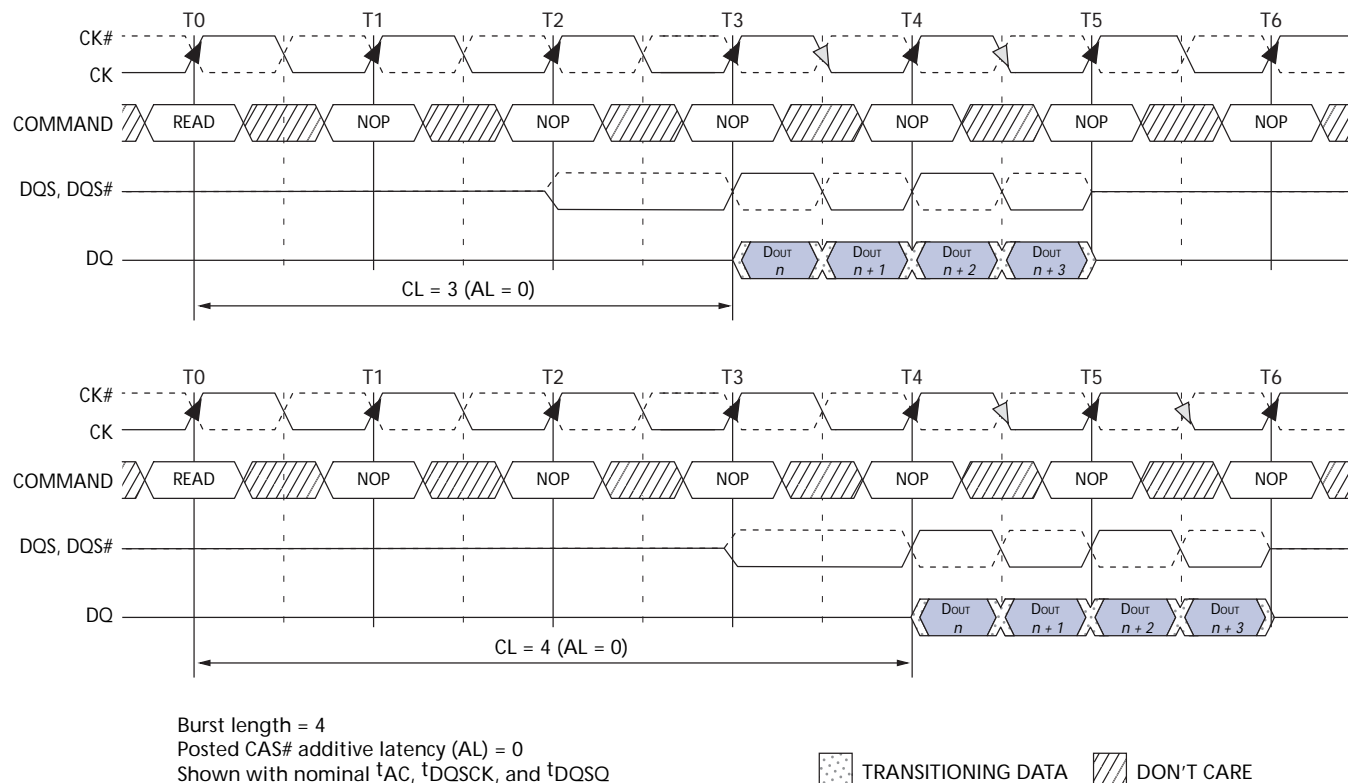 T0 T1 T2 T3 T4 T5 T6
CK#
CK
COMMAND READ NOP NOP NOP NOP NOP NOP
DQS, DQS#
DQ DOUT n DOUT n + 1 DOUT n + 2 DOUT n + 3
CL = 3 (AL = 0)
T0 T1 T2 T3 T4 T5 T6
CK#
CK
COMMAND READ NOP NOP NOP NOP NOP NOP
DQS, DQS#
DQ DOUT n DOUT n + 1 DOUT n + 2 DOUT n + 3
CL = 4 (AL = 0)
Burst length = 4
Posted CAS# additive latency (AL) = 0
Shown with nominal tAC, tDQSCK, and tDQSQ
TRANSITIONING DATA DON'T CARE